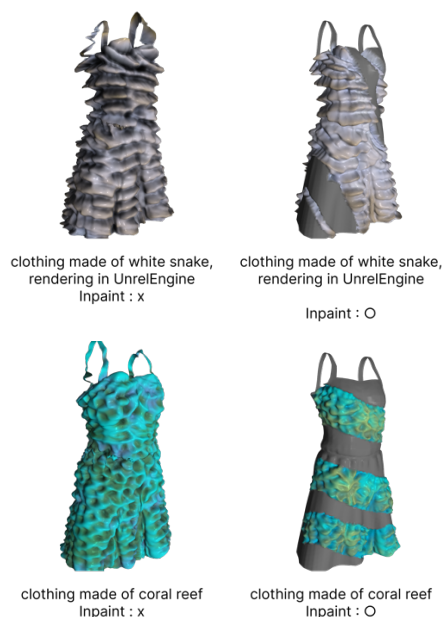 clothing made of white snake,
rendering in UnrelEngine
Inpaint : x
clothing made of white snake,
rendering in UnrelEngine
Inpaint : O
clothing made of coral reef
Inpaint : x
clothing made of coral reef
Inpaint : O